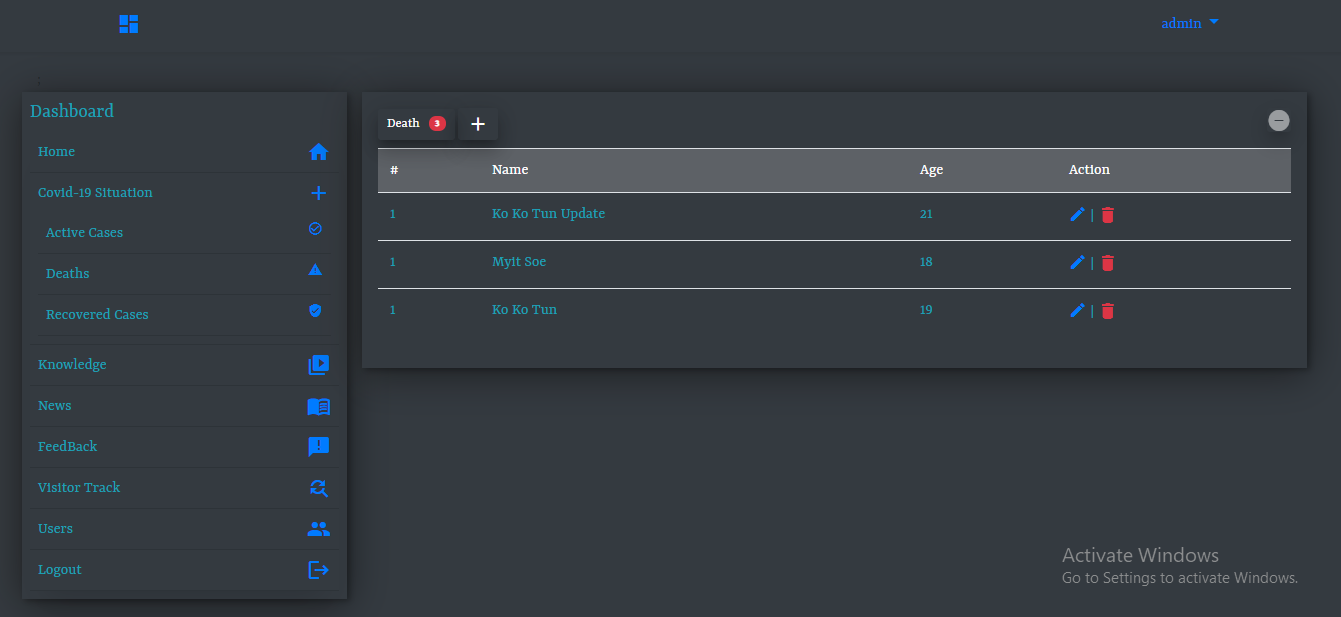 admin
:
Dashboard
Home
Covid-19 Situation
Active Cases
Deaths
Recovered Cases
Knowledge
News
FeedBack
Visitor Track
Users
Logout
Death 3
# Name Age Action
1 Ko Ko Tun Update 21 |
1 Myit Soe 18 |
1 Ko Ko Tun 19 |
Activate Windows
Go to Settings to activate Windows.